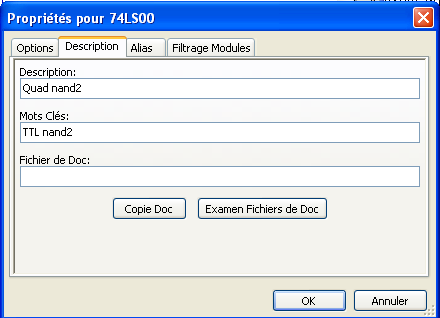 Propriétés pour 74LS00
Options Description Alias Filtrage Modules
Description:
Quad nand2
Mots Clés:
TTL nand2
Fichier de Doc:
Copie Doc Examen Fichiers de Doc
OK Annuler